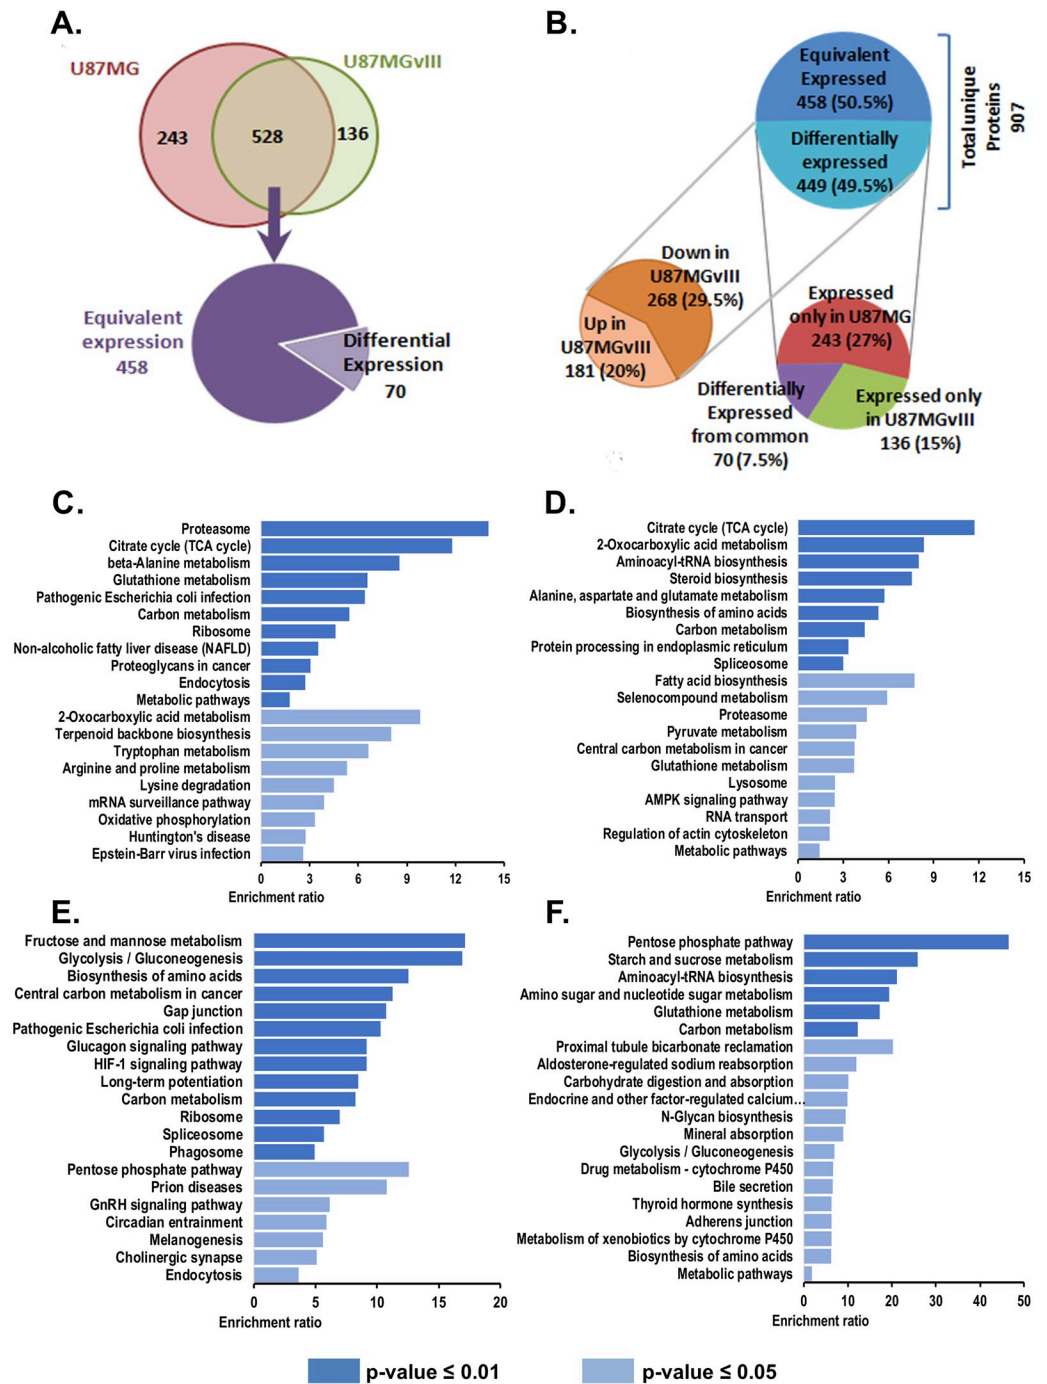 A.
U87MG
U87MGvIII
243
528
136
Equivalent
expression
458
Differential
Expression
70
B.
Equivalent
Expressed
458 (50.5%)
Differentially
expressed
449 (49.5%)
Total unique
Proteins
907
Down in
U87MGvIII
268 (29.5%)
Up in
U87MGvIII
181 (20%)
Expressed
only in U87MG
243 (27%)
Differentially
Expressed
from common
70 (7.5%)
Expressed only
in U87MGvIII
136 (15%)
C.
Proteasome
Citrate cycle (TCA cycle)
beta-Alanine metabolism
Glutathione metabolism
Pathogenic Escherichia coli infection
Carbon metabolism
Ribosome
Non-alcoholic fatty liver disease (NAFLD)
Proteoglycans in cancer
Endocytosis
Metabolic pathways
2-Oxocarboxylic acid metabolism
Terpenoid backbone biosynthesis
Tryptophan metabolism
Arginine and proline metabolism
Lysine degradation
mRNA surveillance pathway
Oxidative phosphorylation
Huntington's disease
Epstein-Barr virus infection
0 3 6 9 12 15
Enrichment ratio
D.
Citrate cycle (TCA cycle)
2-Oxocarboxylic acid metabolism
Aminoacyl-tRNA biosynthesis
Steroid biosynthesis
Alanine, aspartate and glutamate metabolism
Biosynthesis of amino acids
Carbon metabolism
Protein processing in endoplasmic reticulum
Spliceosome
Fatty acid biosynthesis
Selenocompound metabolism
Proteasome
Pyruvate metabolism
Central carbon metabolism in cancer
Glutathione metabolism
Lysosome
AMPK signaling pathway
RNA transport
Regulation of actin cytoskeleton
Metabolic pathways
0 3 6 9 12 15
Enrichment ratio
E.
Fructose and mannose metabolism
Glycolysis / Gluconeogenesis
Biosynthesis of amino acids
Central carbon metabolism in cancer
Gap junction
Pathogenic Escherichia coli infection
Glucagon signaling pathway
HIF-1 signaling pathway
Long-term potentiation
Carbon metabolism
Ribosome
Spliceosome
Phagosome
Pentose phosphate pathway
Prion diseases
GnRH signaling pathway
Circadian entrainment
Melanogenesis
Cholinergic synapse
Endocytosis
0 5 10 15 20
Enrichment ratio
F.
Pentose phosphate pathway
Starch and sucrose metabolism
Aminoacyl-tRNA biosynthesis
Amino sugar and nucleotide sugar metabolism
Glutathione metabolism
Carbon metabolism
Proximal tubule bicarbonate reclamation
Aldosterone-regulated sodium reabsorption
Carbohydrate digestion and absorption
Endocrine and other factor-regulated calcium...
N-Glycan biosynthesis
Mineral absorption
Glycolysis / Gluconeogenesis
Drug metabolism - cytochrome P450
Bile secretion
Thyroid hormone synthesis
Adherens junction
Metabolism of xenobiotics by cytochrome P450
Biosynthesis of amino acids
Metabolic pathways
0 10 20 30 40 50
Enrichment ratio
p-value ≤ 0.01
p-value ≤ 0.05